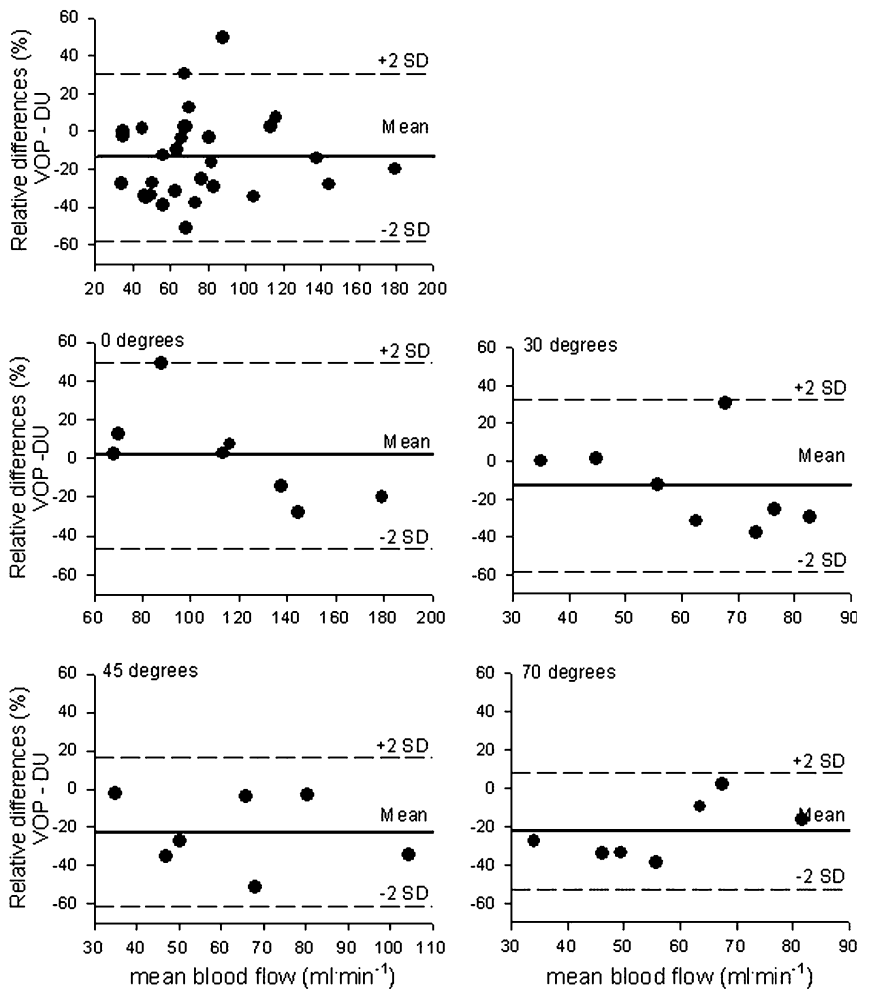 Relative differences (%)
VOP - DU
60
40
20
0
-20
-40
-60
+2 SD
Mean
-2 SD
20 40 60 80 100 120 140 160 180 200
Relative differences (%)
VOP -DU
60
40
20
0
-20
-40
-60
0 degrees
+2 SD
Mean
-2 SD
60 80 100 120 140 160 180 200
60
40
20
0
-20
-40
-60
30 degrees
+2 SD
Mean
-2 SD
30 40 50 60 70 80 90
Relative differences (%)
VOP - DU
60
40
20
0
-20
-40
-60
45 degrees
+2 SD
Mean
-2 SD
30 40 50 60 70 80 90 100 110
mean blood flow (ml·min-1)
60
40
20
0
-20
-40
-60
70 degrees
+2 SD
Mean
-2 SD
30 40 50 60 70 80 90
mean blood flow (ml·min-1)